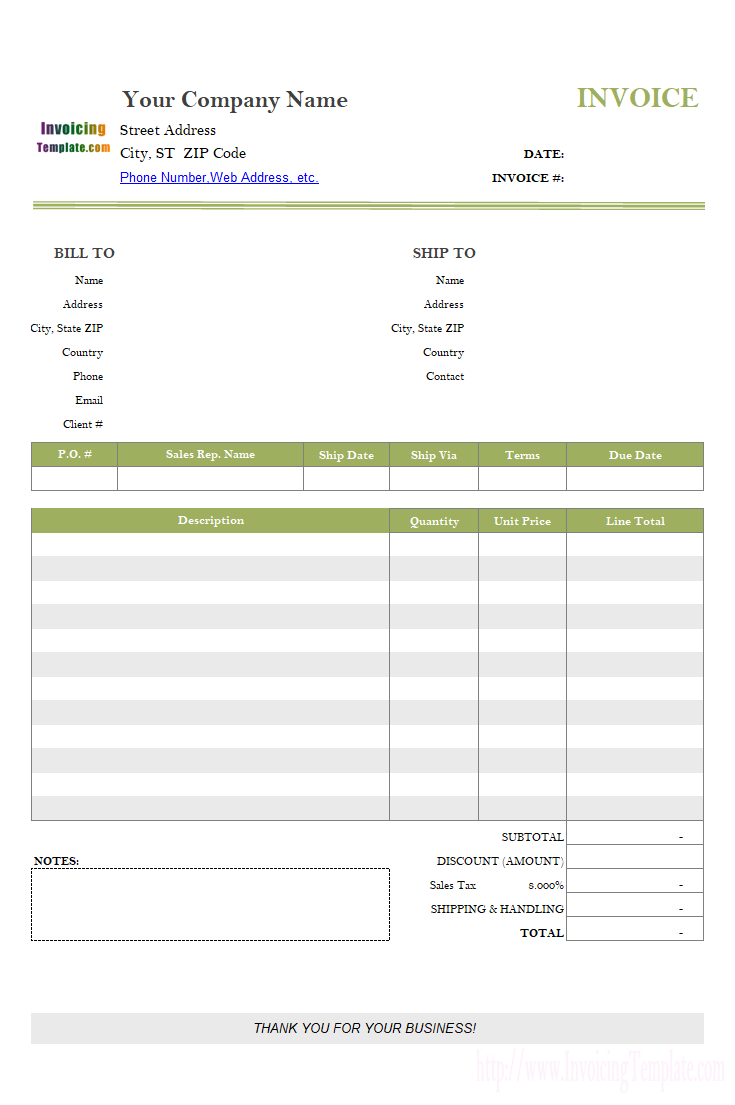 Your Company Name
INVOICE
Invoicing
Template.com
Street Address
City, ST ZIP Code
DATE:
Phone Number,Web Address, etc.
INVOICE #:
BILL TO
SHIP TO
Name
Name
Address
Address
City, State ZIP
City, State ZIP
Country
Country
Phone
Contact
Email
Client #
P.O. # Sales Rep. Name Ship Date Ship Via Terms Due Date
Description Quantity Unit Price Line Total
SUBTOTAL -
NOTES:
DISCOUNT (AMOUNT)
Sales Tax 8.000% -
SHIPPING & HANDLING -
TOTAL -
THANK YOU FOR YOUR BUSINESS!
http://www.InvoicingTemplate.com